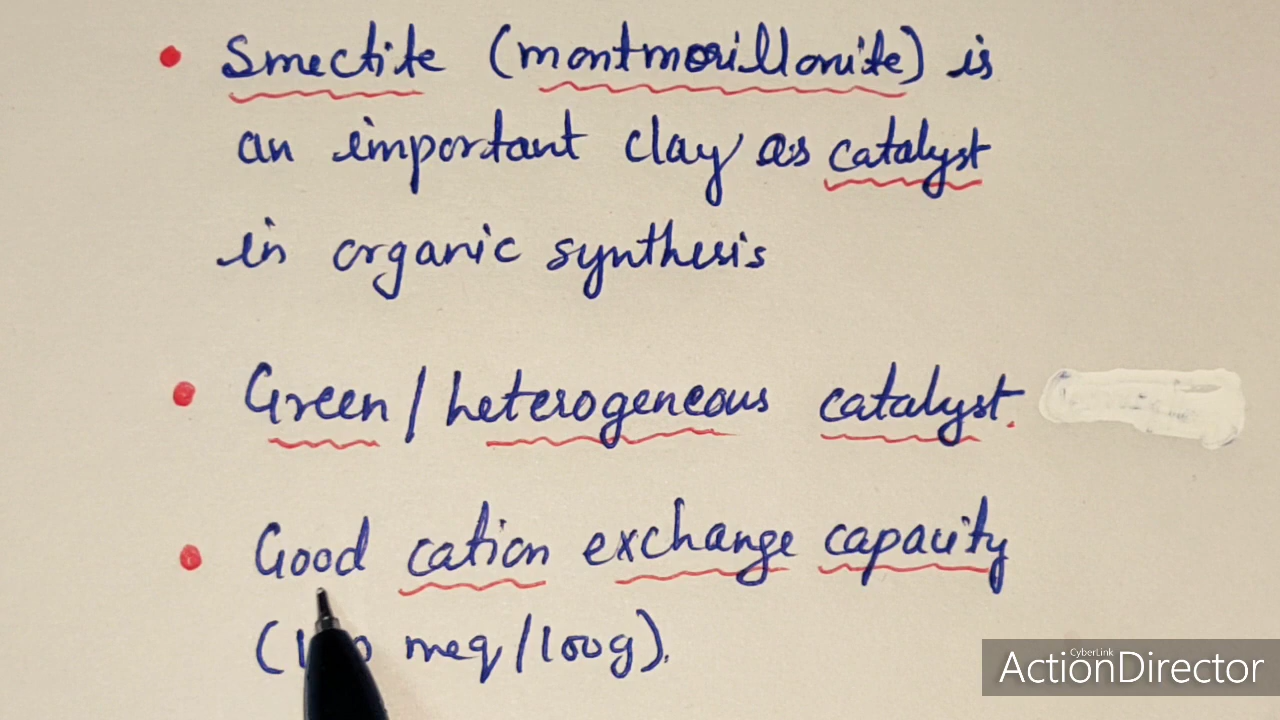 • Smectite (montmorillonite) is
an important clay as catalyst
in organic synthesis
• Green/heterogeneous catalyst.
• Good cation exchange capacity
meq/100g).
CyberLink
ActionDirector